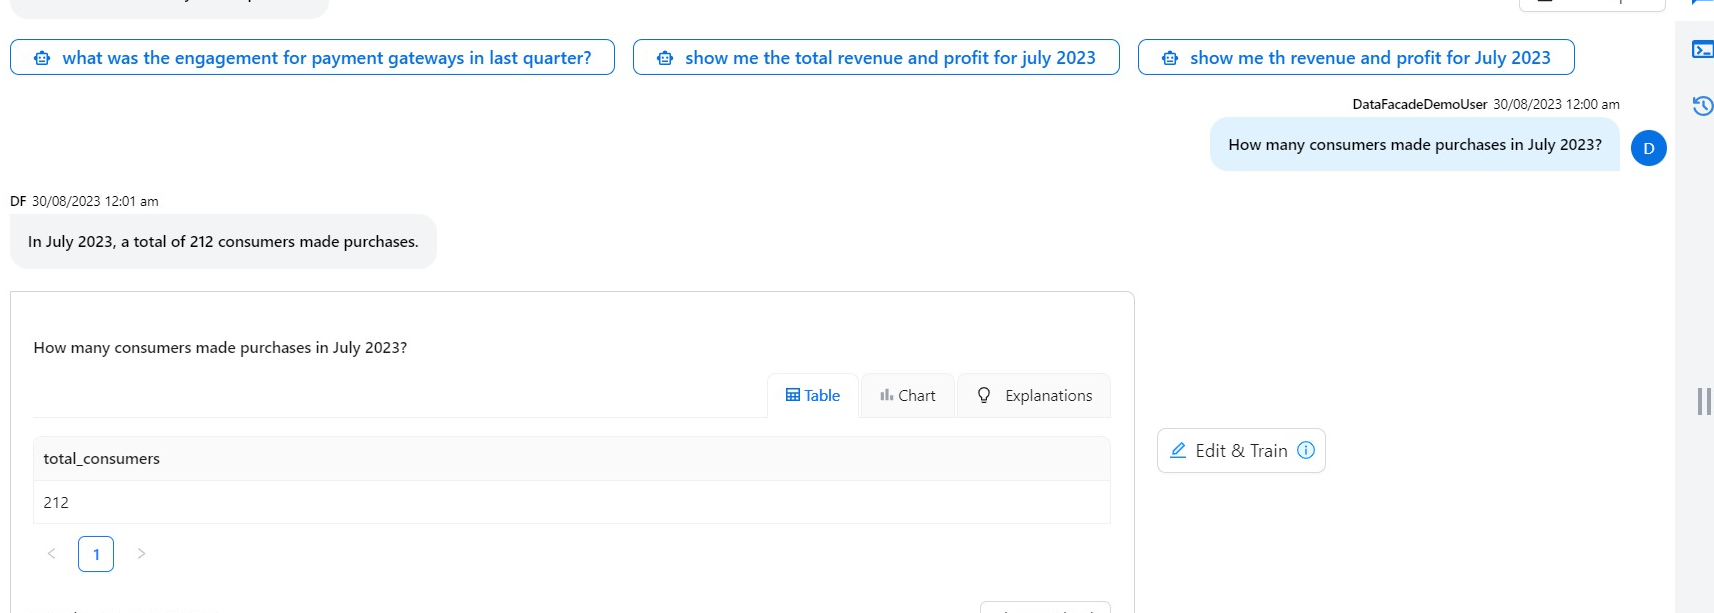 what was the engagement for payment gateways in last quarter? show me the total revenue and profit for july 2023 show me th revenue and profit for July 2023
DataFacadeDemoUser 30/08/2023 12:00 am
How many consumers made purchases in July 2023?
D
DF 30/08/2023 12:01 am
In July 2023, a total of 212 consumers made purchases.
How many consumers made purchases in July 2023?
Table Chart Explanations
total_consumers
Edit & Train
212
< 1 >